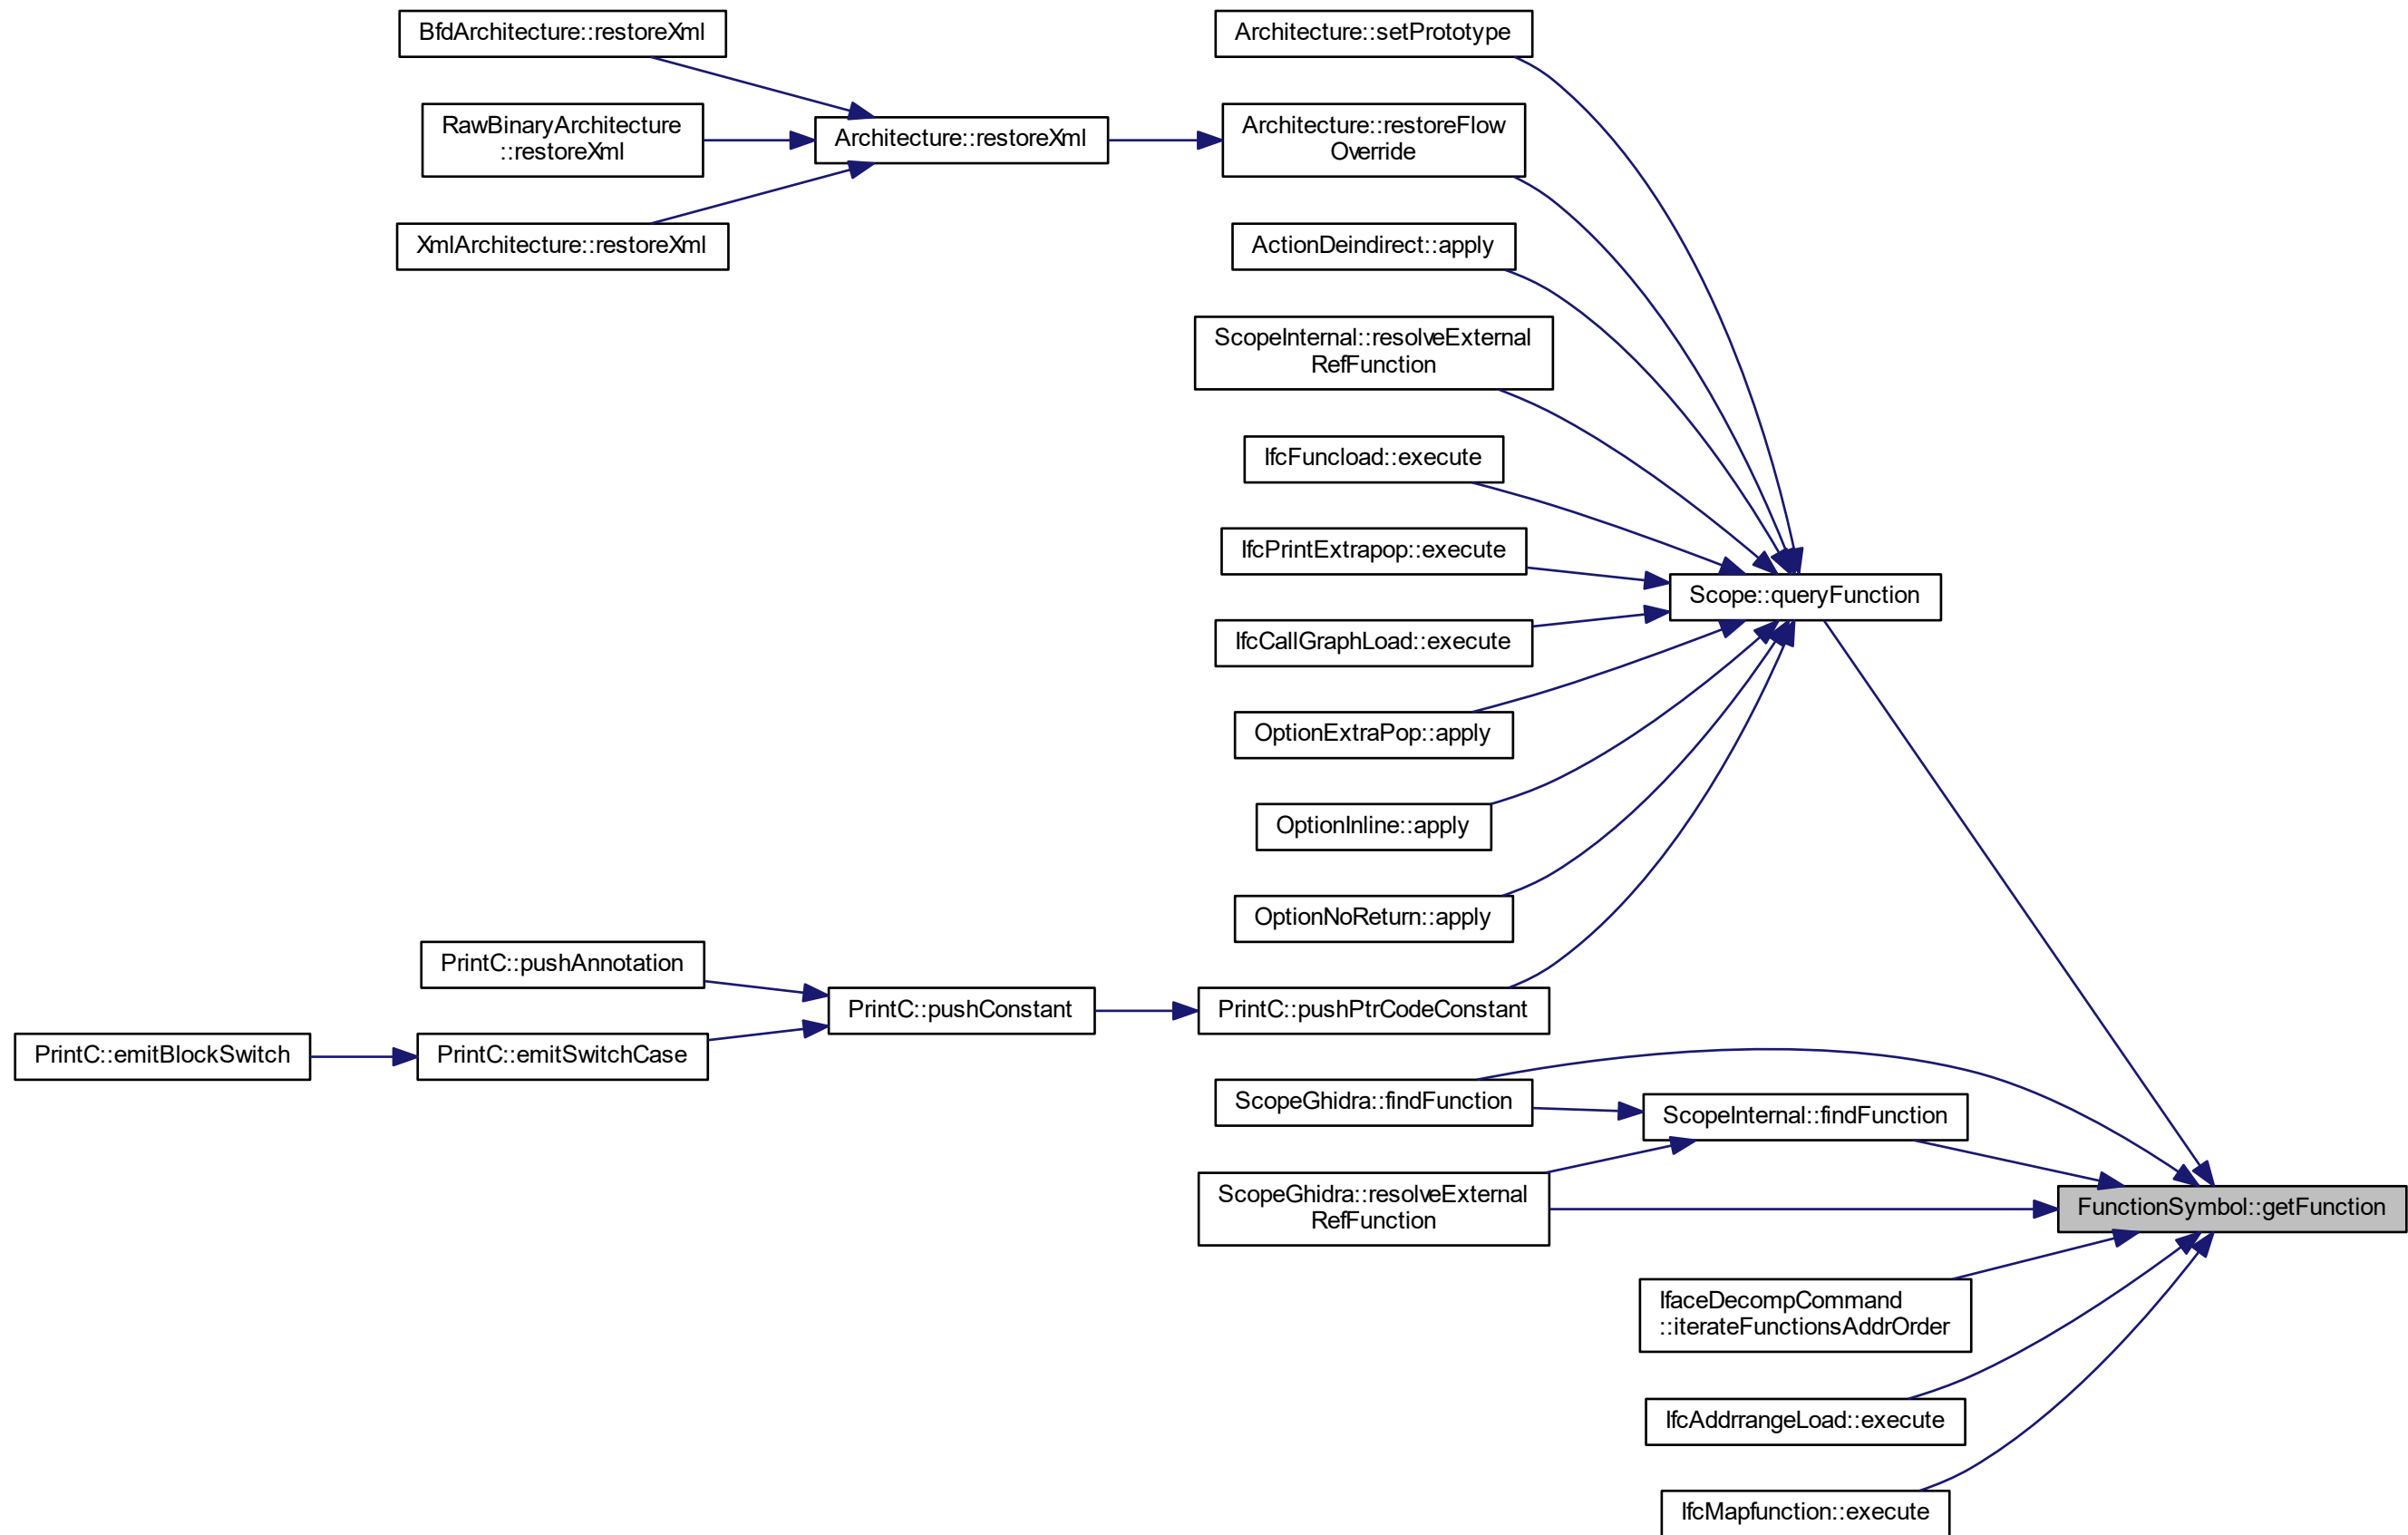 BfdArchitecture::restoreXml
Architecture::setPrototype
RawBinaryArchitecture
::restoreXml
Architecture::restoreXml
Architecture::restoreFlow
Override
XmlArchitecture::restoreXml
ActionDeindirect::apply
ScopeInternal::resolveExternal
RefFunction
IfcFuncload::execute
IfcPrintExtrapop::execute
Scope::queryFunction
IfcCallGraphLoad::execute
OptionExtraPop::apply
OptionInline::apply
OptionNoReturn::apply
PrintC::pushAnnotation
PrintC::pushConstant
PrintC::pushPtrCodeConstant
PrintC::emitBlockSwitch
PrintC::emitSwitchCase
ScopeGhidra::findFunction
ScopeInternal::findFunction
ScopeGhidra::resolveExternal
RefFunction
FunctionSymbol::getFunction
IfaceDecompCommand
::iterateFunctionsAddrOrder
IfcAddrrangeLoad::execute
IfcMapfunction::execute